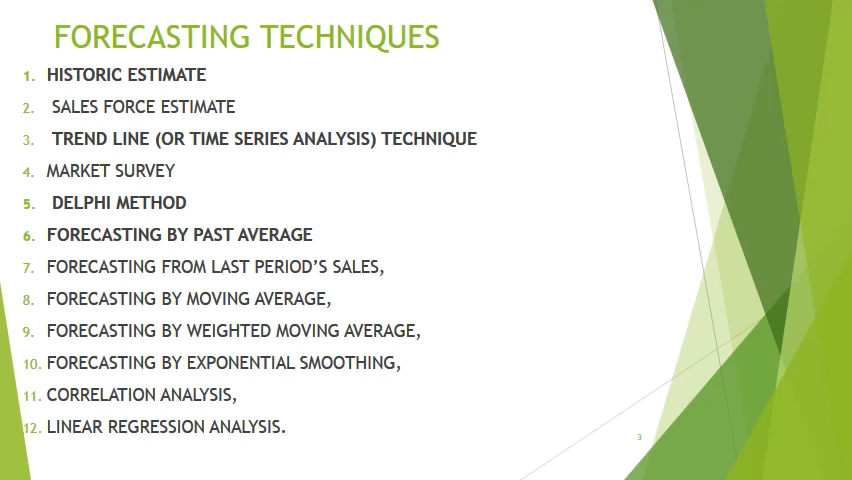 FORECASTING TECHNIQUES
1. HISTORIC ESTIMATE
2. SALES FORCE ESTIMATE
3. TREND LINE (OR TIME SERIES ANALYSIS) TECHNIQUE
4. MARKET SURVEY
5. DELPHI METHOD
6. FORECASTING BY PAST AVERAGE
7. FORECASTING FROM LAST PERIOD’S SALES,
8. FORECASTING BY MOVING AVERAGE,
9. FORECASTING BY WEIGHTED MOVING AVERAGE,
10. FORECASTING BY EXPONENTIAL SMOOTHING,
11. CORRELATION ANALYSIS,
12. LINEAR REGRESSION ANALYSIS.
3